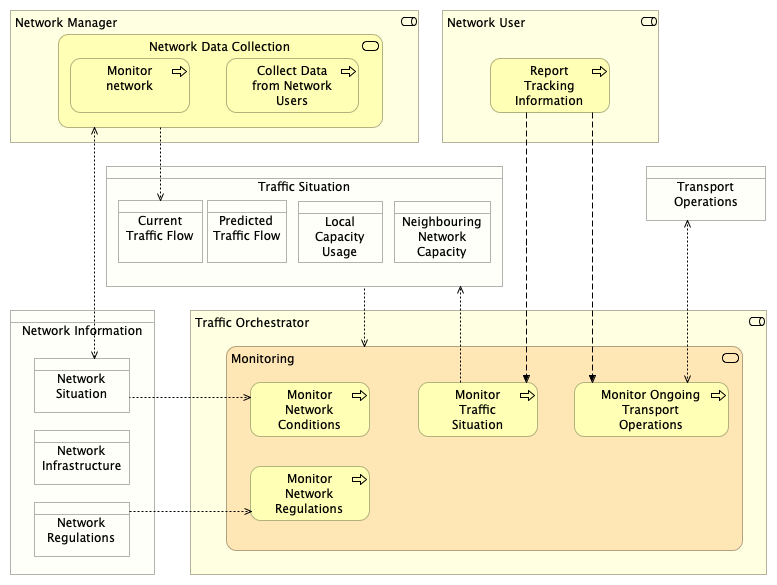 Network Manager
Network Data Collection
Monitor
network
Collect Data
from Network
Users
Network User
Report
Tracking
Information
Traffic Situation
Current
Traffic Flow
Predicted
Traffic Flow
Local
Capacity
Usage
Neighbouring
Network
Capacity
Transport
Operations
Network Information
Network
Situation
Network
Infrastructure
Network
Regulations
Traffic Orchestrator
Monitoring
Monitor
Network
Conditions
Monitor
Traffic
Situation
Monitor Ongoing
Transport
Operations
Monitor
Network
Regulations